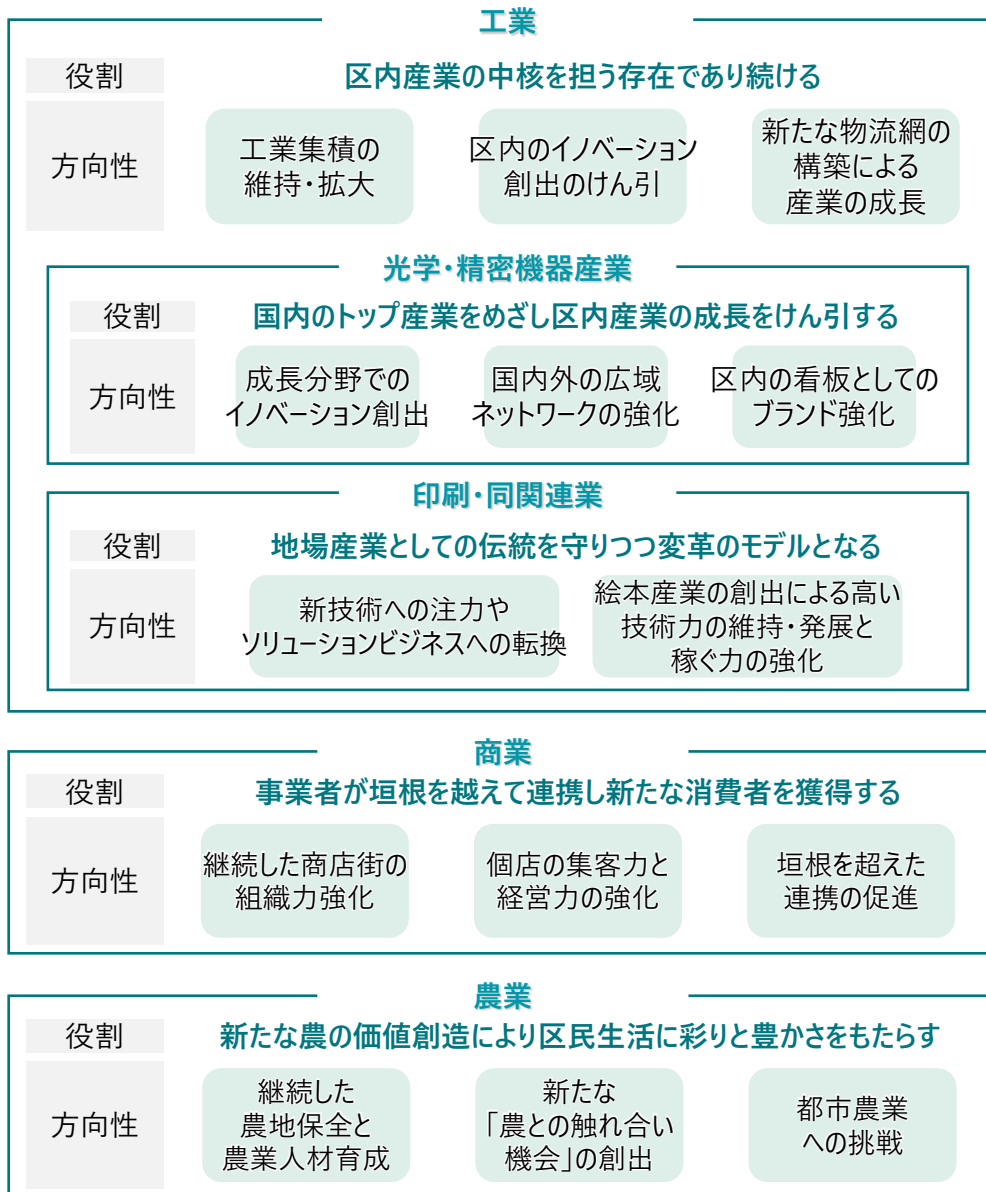 工業
役割
区内産業の中核を担う存在であり続ける
方向性
工業集積の
維持・拡大
区内のイノベーション
創出のけん引
新たな物流網の
構築による
産業の成長
光学・精密機器産業
役割
国内のトップ産業をめざし区内産業の成長をけん引する
方向性
成長分野での
イノベーション創出
国内外の広域
ネットワークの強化
区内の看板としての
ブランド強化
印刷・同関連業
役割
地場産業としての伝統を守りつつ変革のモデルとなる
方向性
新技術への注力や
ソリューションビジネスへの転換
絵本産業の創出による高い
技術力の維持・発展と
稼ぐ力の強化
商業
役割
事業者が垣根を越えて連携し新たな消費者を獲得する
方向性
継続した商店街の
組織力強化
個店の集客力と
経営力の強化
垣根を超えた
連携の促進
農業
役割
新たな農の価値創造により区民生活に彩りと豊かさをもたらす
方向性
継続した
農地保全と
農業人材育成
新たな
「農との触れ合い
機会」の創出
都市農業
への挑戦